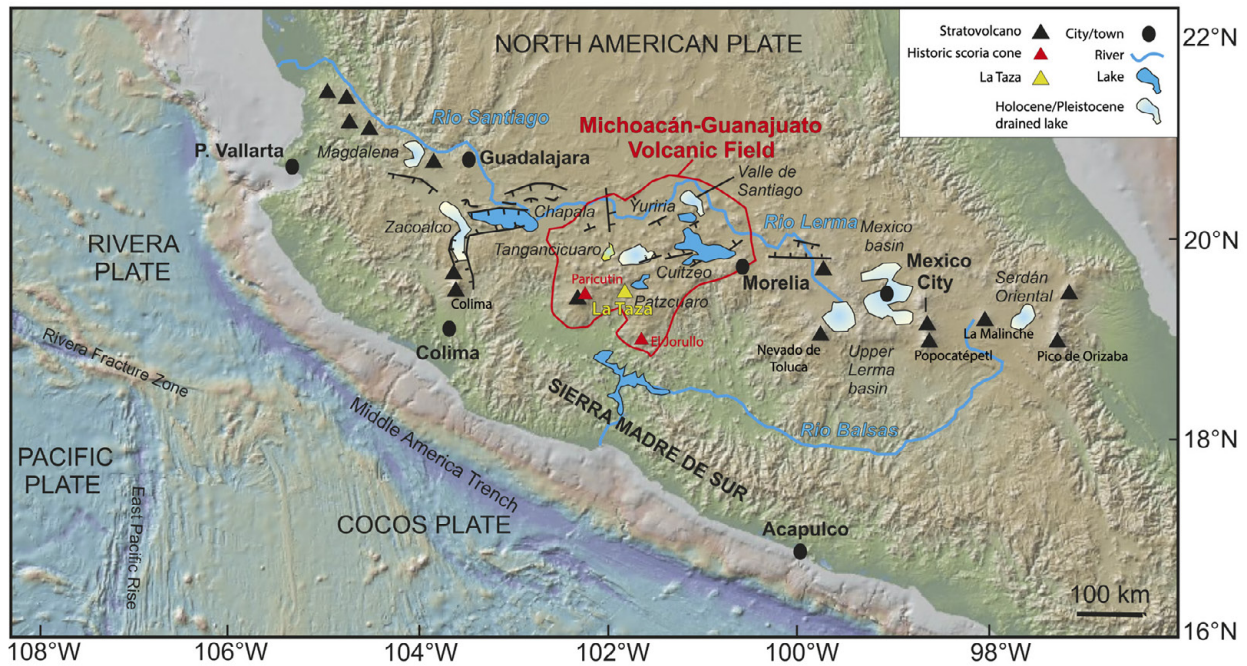 NORTH AMERICAN PLATE
Stratovolcano
City/town
Historic scoria cone
River
La Taza
Lake
Holocene/Pleistocene
drained lake
22°N
Rio Santiago
Michoacán-Guanajuato
Volcanic Field
P. Vallarta
Magdalena
Guadalajara
Valle de
Santiago
Zacoalco
Chapala
Yuriria
Rio Lerma
Mexico
basin
20°N
RIVERA
PLATE
Tangancicuaro
Cuitzeo
Mexico
City
Morelia
Serdán
Oriental
Paricutin
Patzcuaro
La Taza
Colima
El Jorullo
Colima
Nevado de
Toluca
Upper
Lerma
basin
Popocatépetl
La Malinche
Pico de Orizaba
Rivera Fracture Zone
Middle America Trench
SIERRA MADRE DE SUR
Rio Balsas
18°N
PACIFIC
PLATE
East Pacific Rise
COCOS PLATE
Acapulco
100 km
16°N
108°W
106°W
104°W
102°W
100°W
98°W